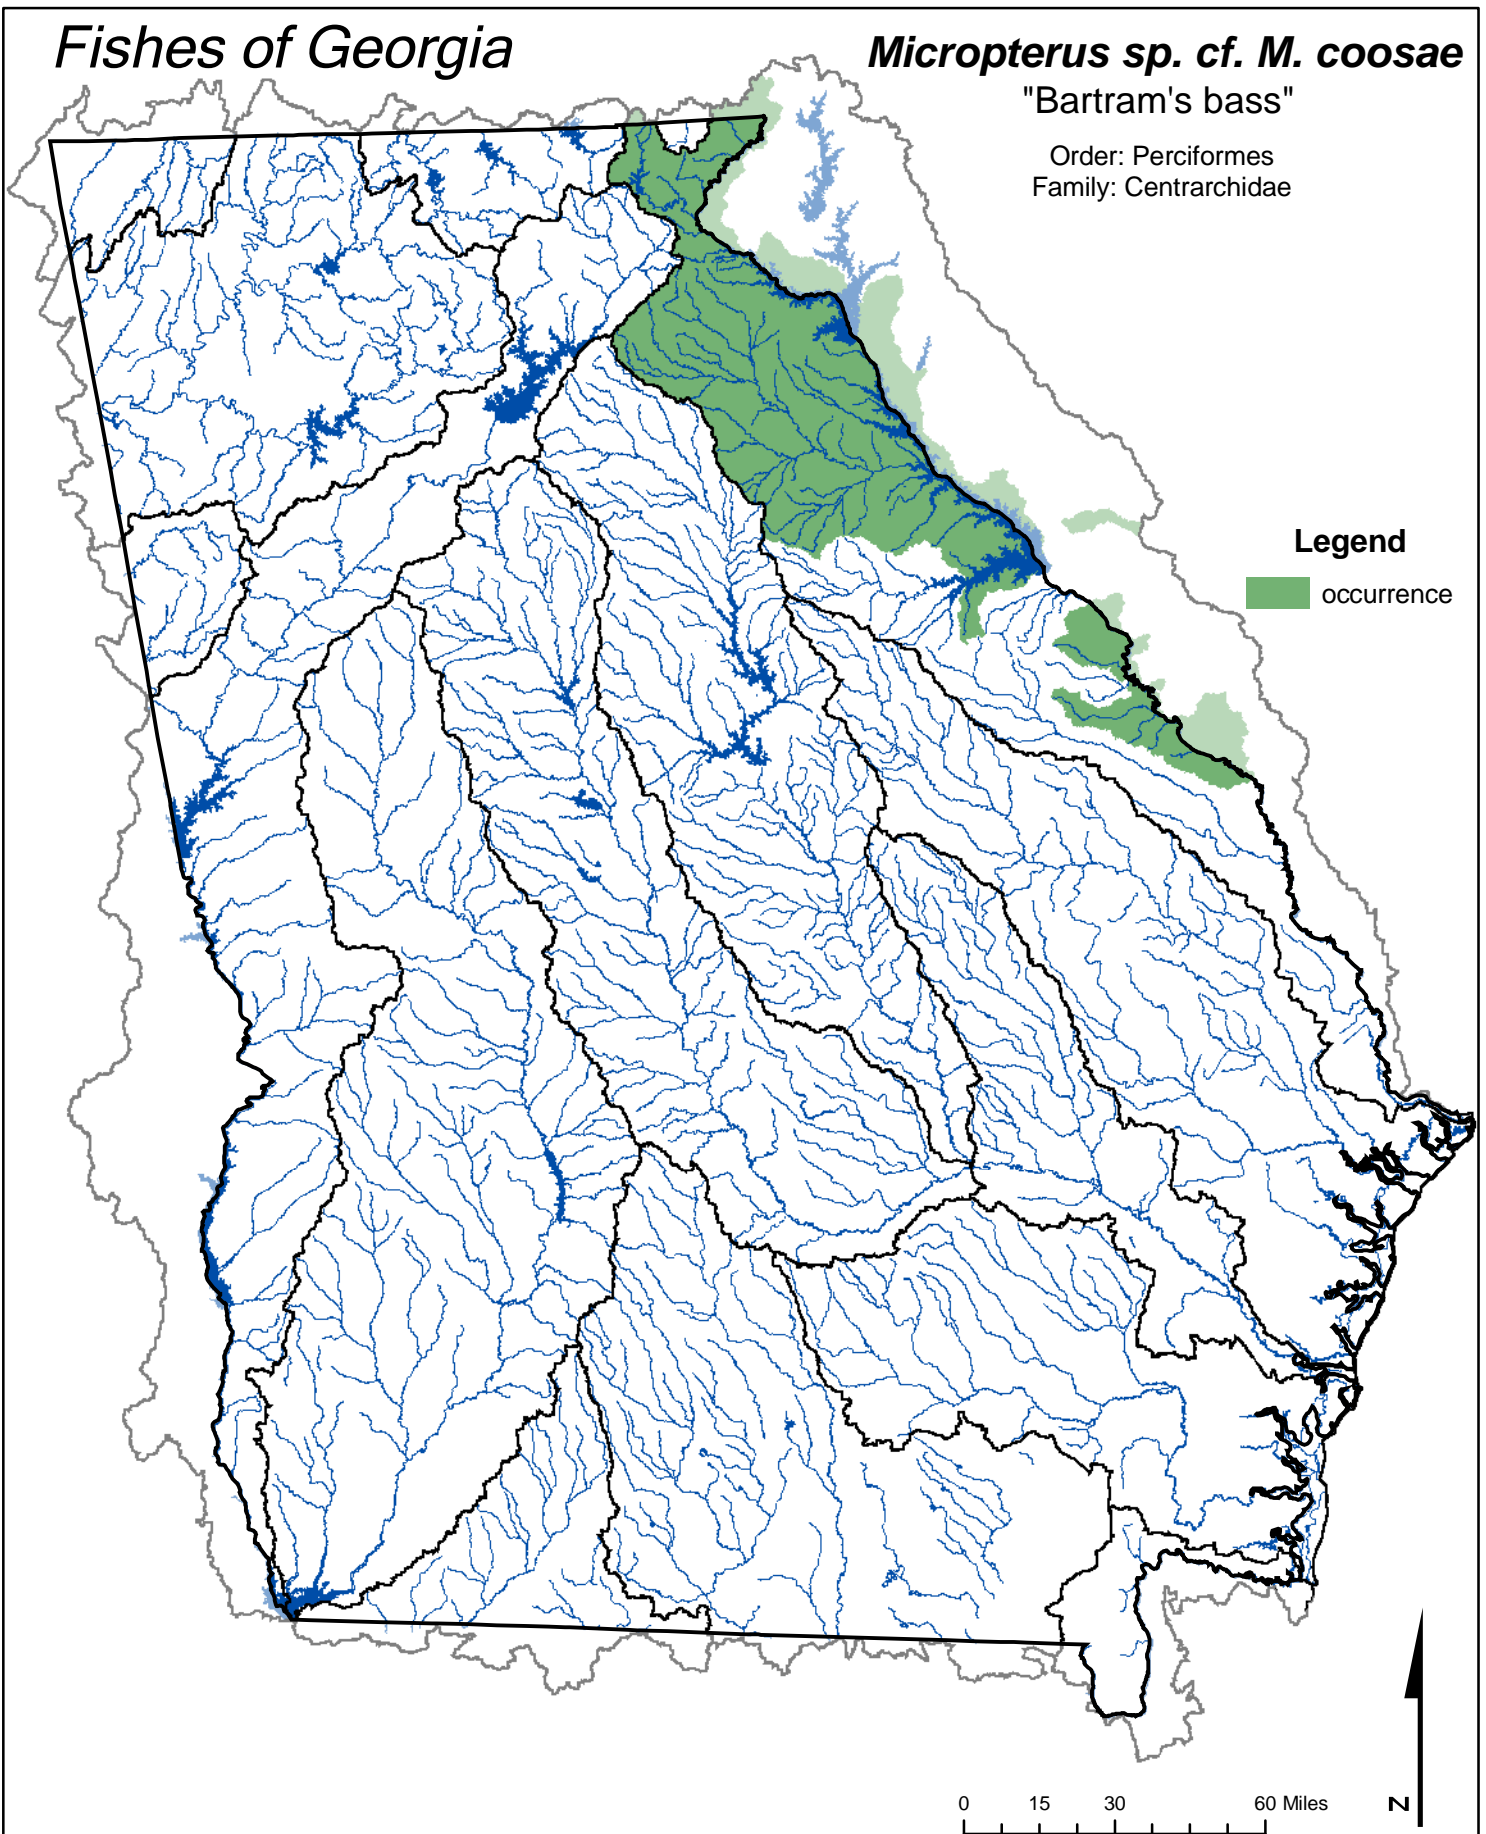 Fishes of Georgia
Micropterus sp. cf. M. coosae
"Bartram's bass"
Order: Perciformes
Family: Centrarchidae
Legend
occurrence
0 15 30 60 Miles
N